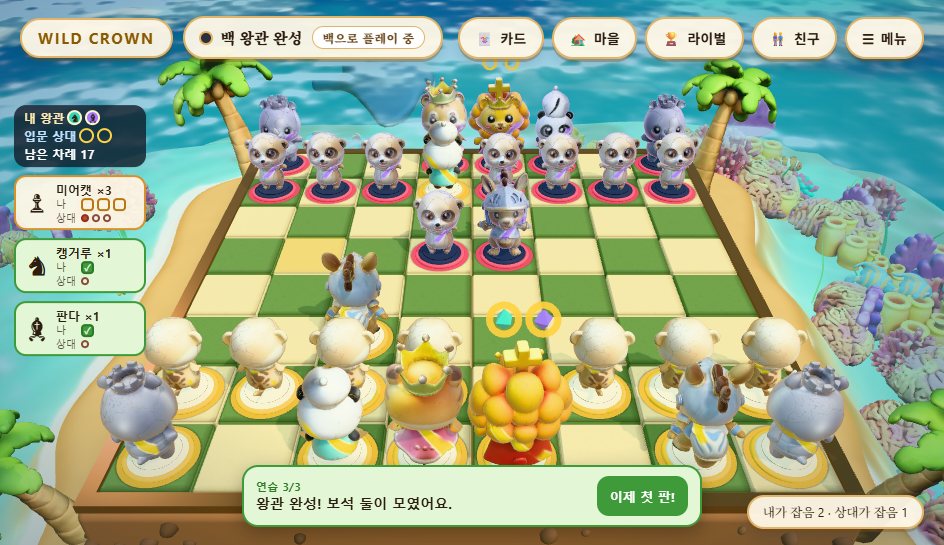 WILD CROWN
백 왕관 완성
백으로 플레이 중
카드
마을
라이벌
친구
☰ 메뉴
내 왕관
입문 상대
남은 차례 17
미어캣 ×3
나
상대
캥거루 ×1
나
상대
판다 ×1
나
상대
연습 3/3
왕관 완성! 보석 둘이 모였어요.
이제 첫 판!
내가 잡음 2 · 상대가 잡음 1